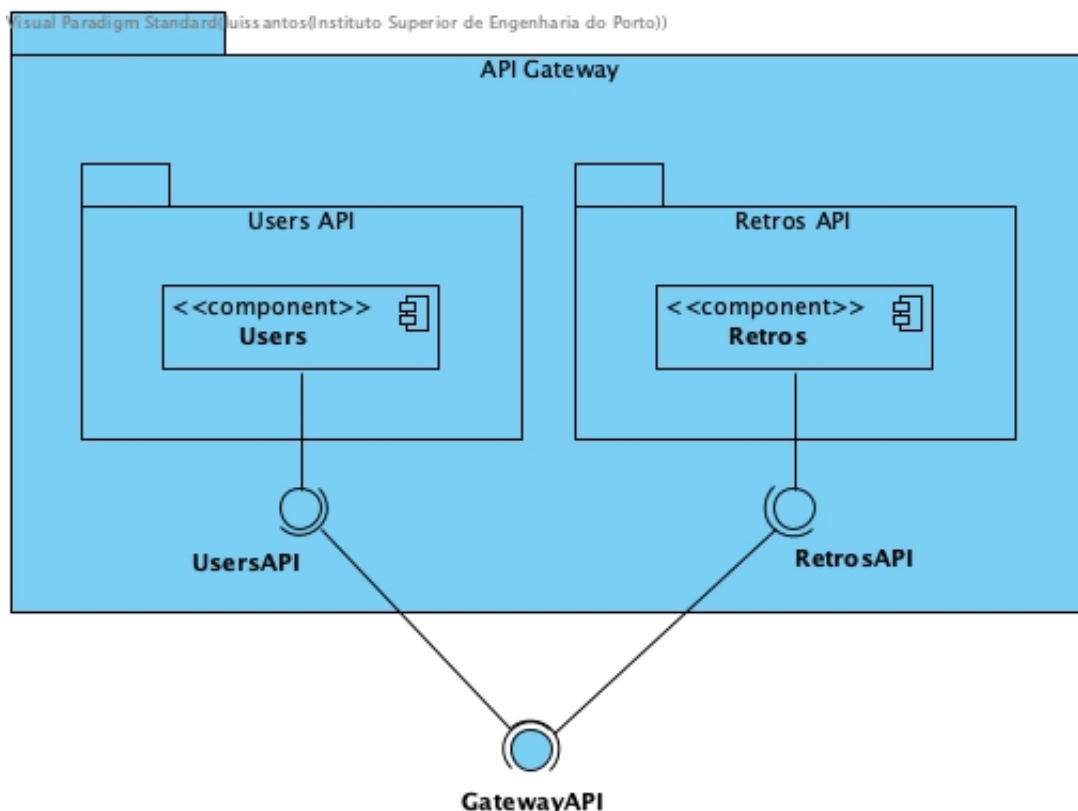 Visual Paradigm Standard(luissantos(Instituto Superior de Engenharia do Porto))
API Gateway
Users API
Retros API
<<component>>
Users
<<component>>
Retros
UsersAPI
RetrosAPI
GatewayAPI